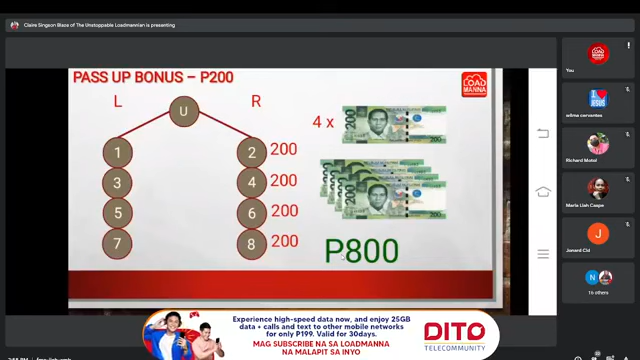 Claire Singson Blaze of The Unstoppable Loadmannian is presenting
PASS UP BONUS – P200
LOAD
MANNA
L
R
U
4 x
1
2
200
3
4
200
5
6
200
7
8
200
P800
LOAD
MANNA
You
I
JESUS
wilma cervantes
Richard Motol
Maria Liah Caspe
J
Jonard Cid
N
16 others
Experience high-speed data now, and enjoy 25GB
data + calls and text to other mobile networks
for only P199. Valid for 30days.
MAG SUBSCRIBE NA SA LOADMANNA
NA MALAPIT SA INYO
DITO
TELECOMMUNITY